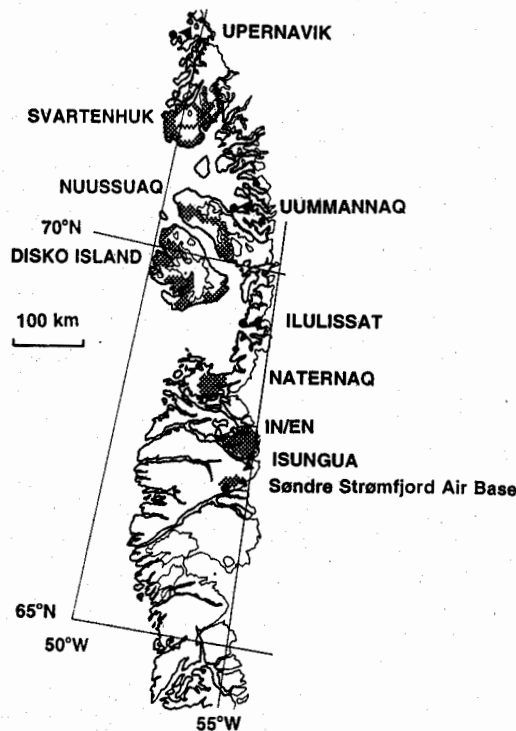 UPERNAVIK
SVARTENHUK
NUUSSUAQ
UUMMANNAQ
70°N
DISKO ISLAND
100 km
ILULISSAT
NATERNAQ
IN/EN
ISUNGUA
Søndre Strømfjord Air Base
65°N
50°W
55°W